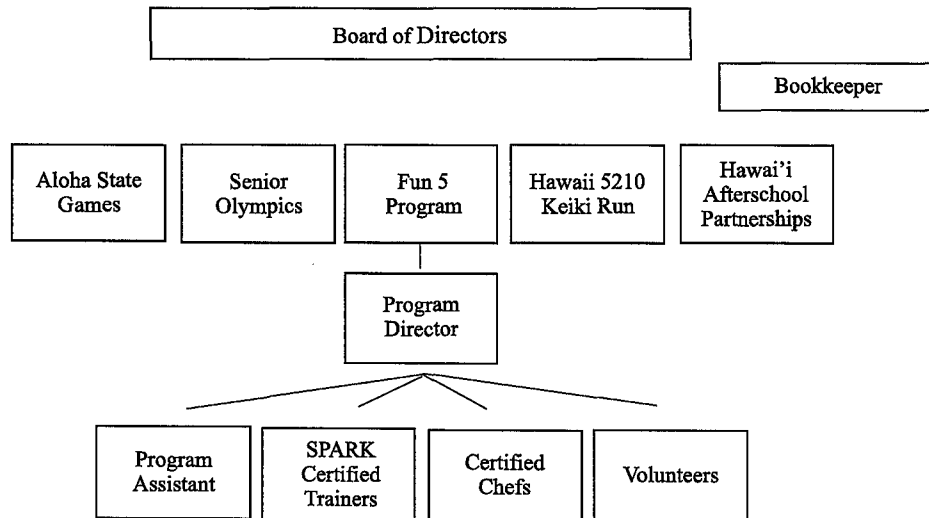 Board of Directors
Bookkeeper
Aloha State
Games
Senior
Olympics
Fun 5
Program
Hawaii 5210
Keiki Run
Hawai'i
Afterschool
Partnerships
Program
Director
Program
Assistant
SPARK
Certified
Trainers
Certified
Chefs
Volunteers